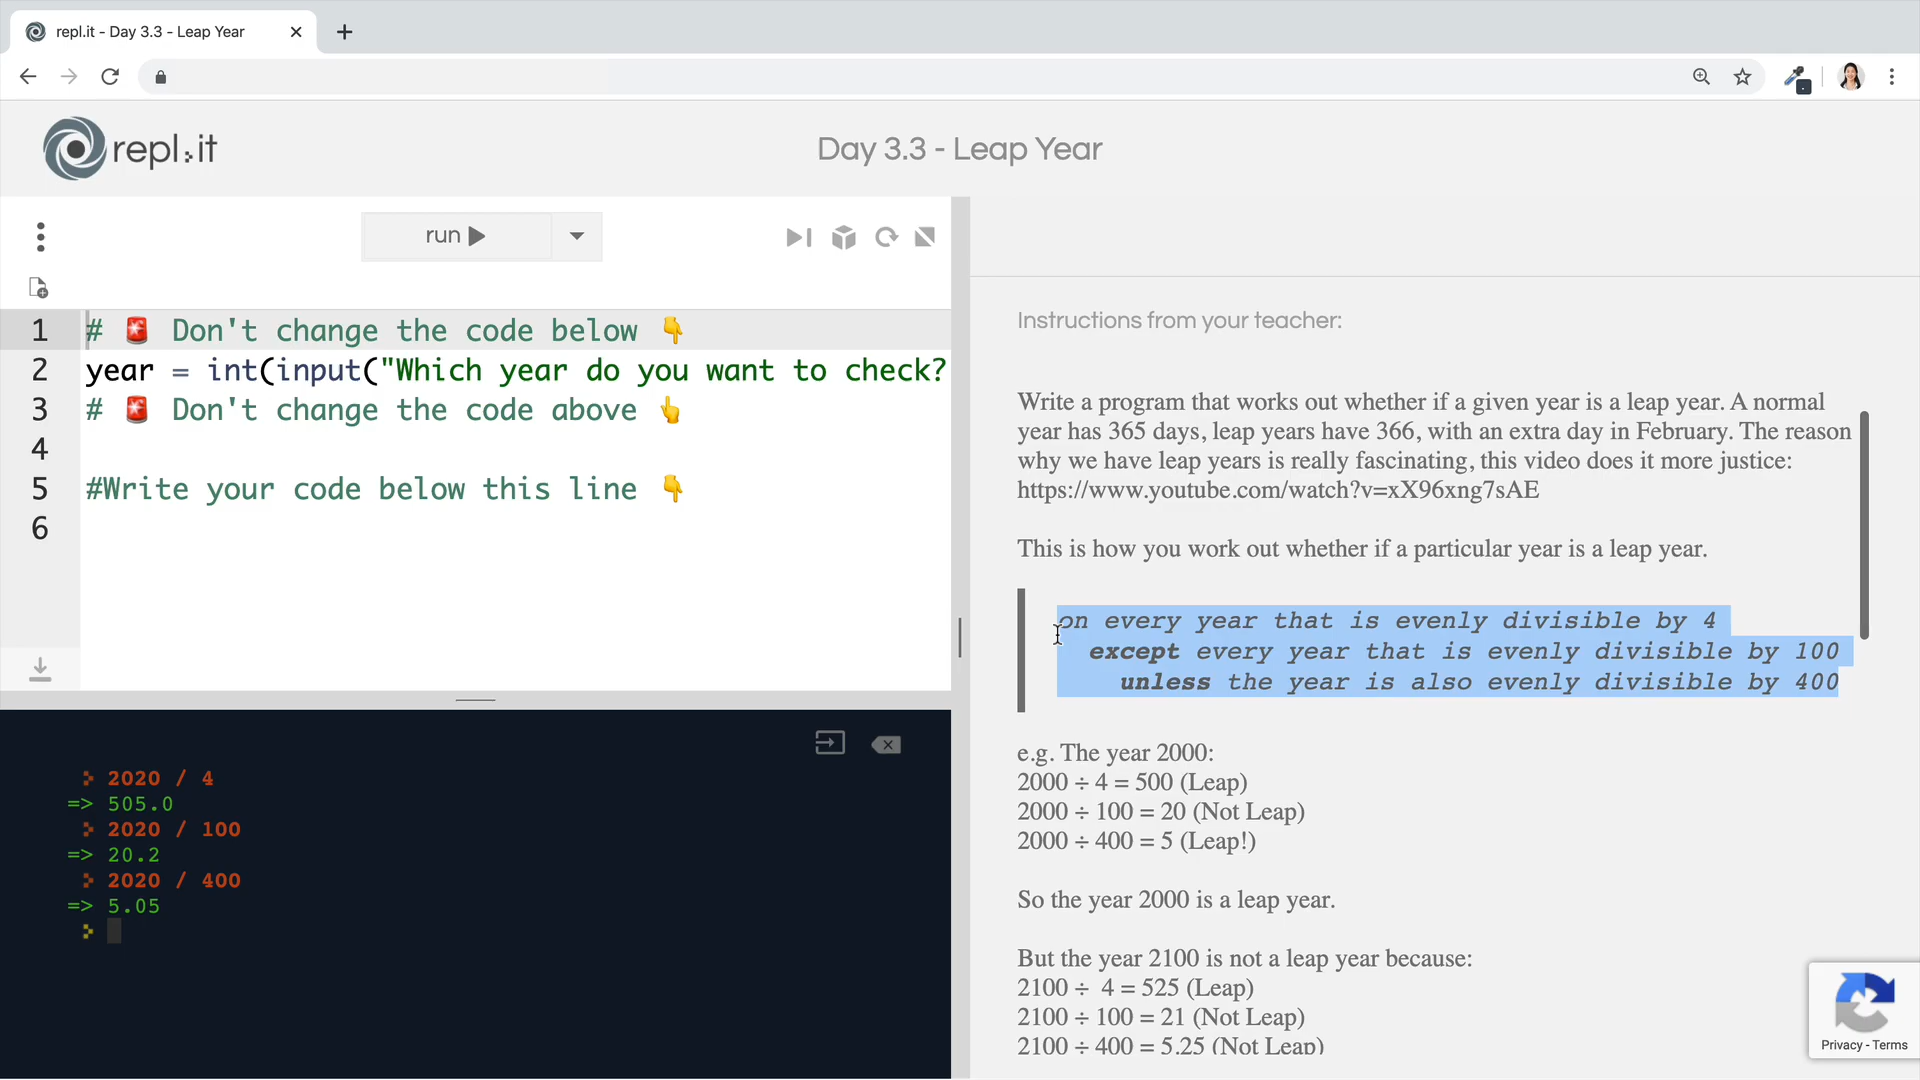 repl.it - Day 3.3 - Leap Year
repl.it
Day 3.3 - Leap Year
run
1 # 🚨 Don't change the code below 👇
2 year = int(input("Which year do you want to check?
3 # 🚨 Don't change the code above 👆
4
5 #Write your code below this line 👇
6
2020 / 4
=> 505.0
2020 / 100
=> 20.2
2020 / 400
=> 5.05
Instructions from your teacher:
Write a program that works out whether if a given year is a leap year. A normal
year has 365 days, leap years have 366, with an extra day in February. The reason
why we have leap years is really fascinating, this video does it more justice:
https://www.youtube.com/watch?v=xX96xng7sAE
This is how you work out whether if a particular year is a leap year.
on every year that is evenly divisible by 4
except every year that is evenly divisible by 100
unless the year is also evenly divisible by 400
e.g. The year 2000:
2000 ÷ 4 = 500 (Leap)
2000 ÷ 100 = 20 (Not Leap)
2000 ÷ 400 = 5 (Leap!)
So the year 2000 is a leap year.
But the year 2100 is not a leap year because:
2100 ÷ 4 = 525 (Leap)
2100 ÷ 100 = 21 (Not Leap)
2100 ÷ 400 = 5.25 (Not Leap)
Privacy - Terms